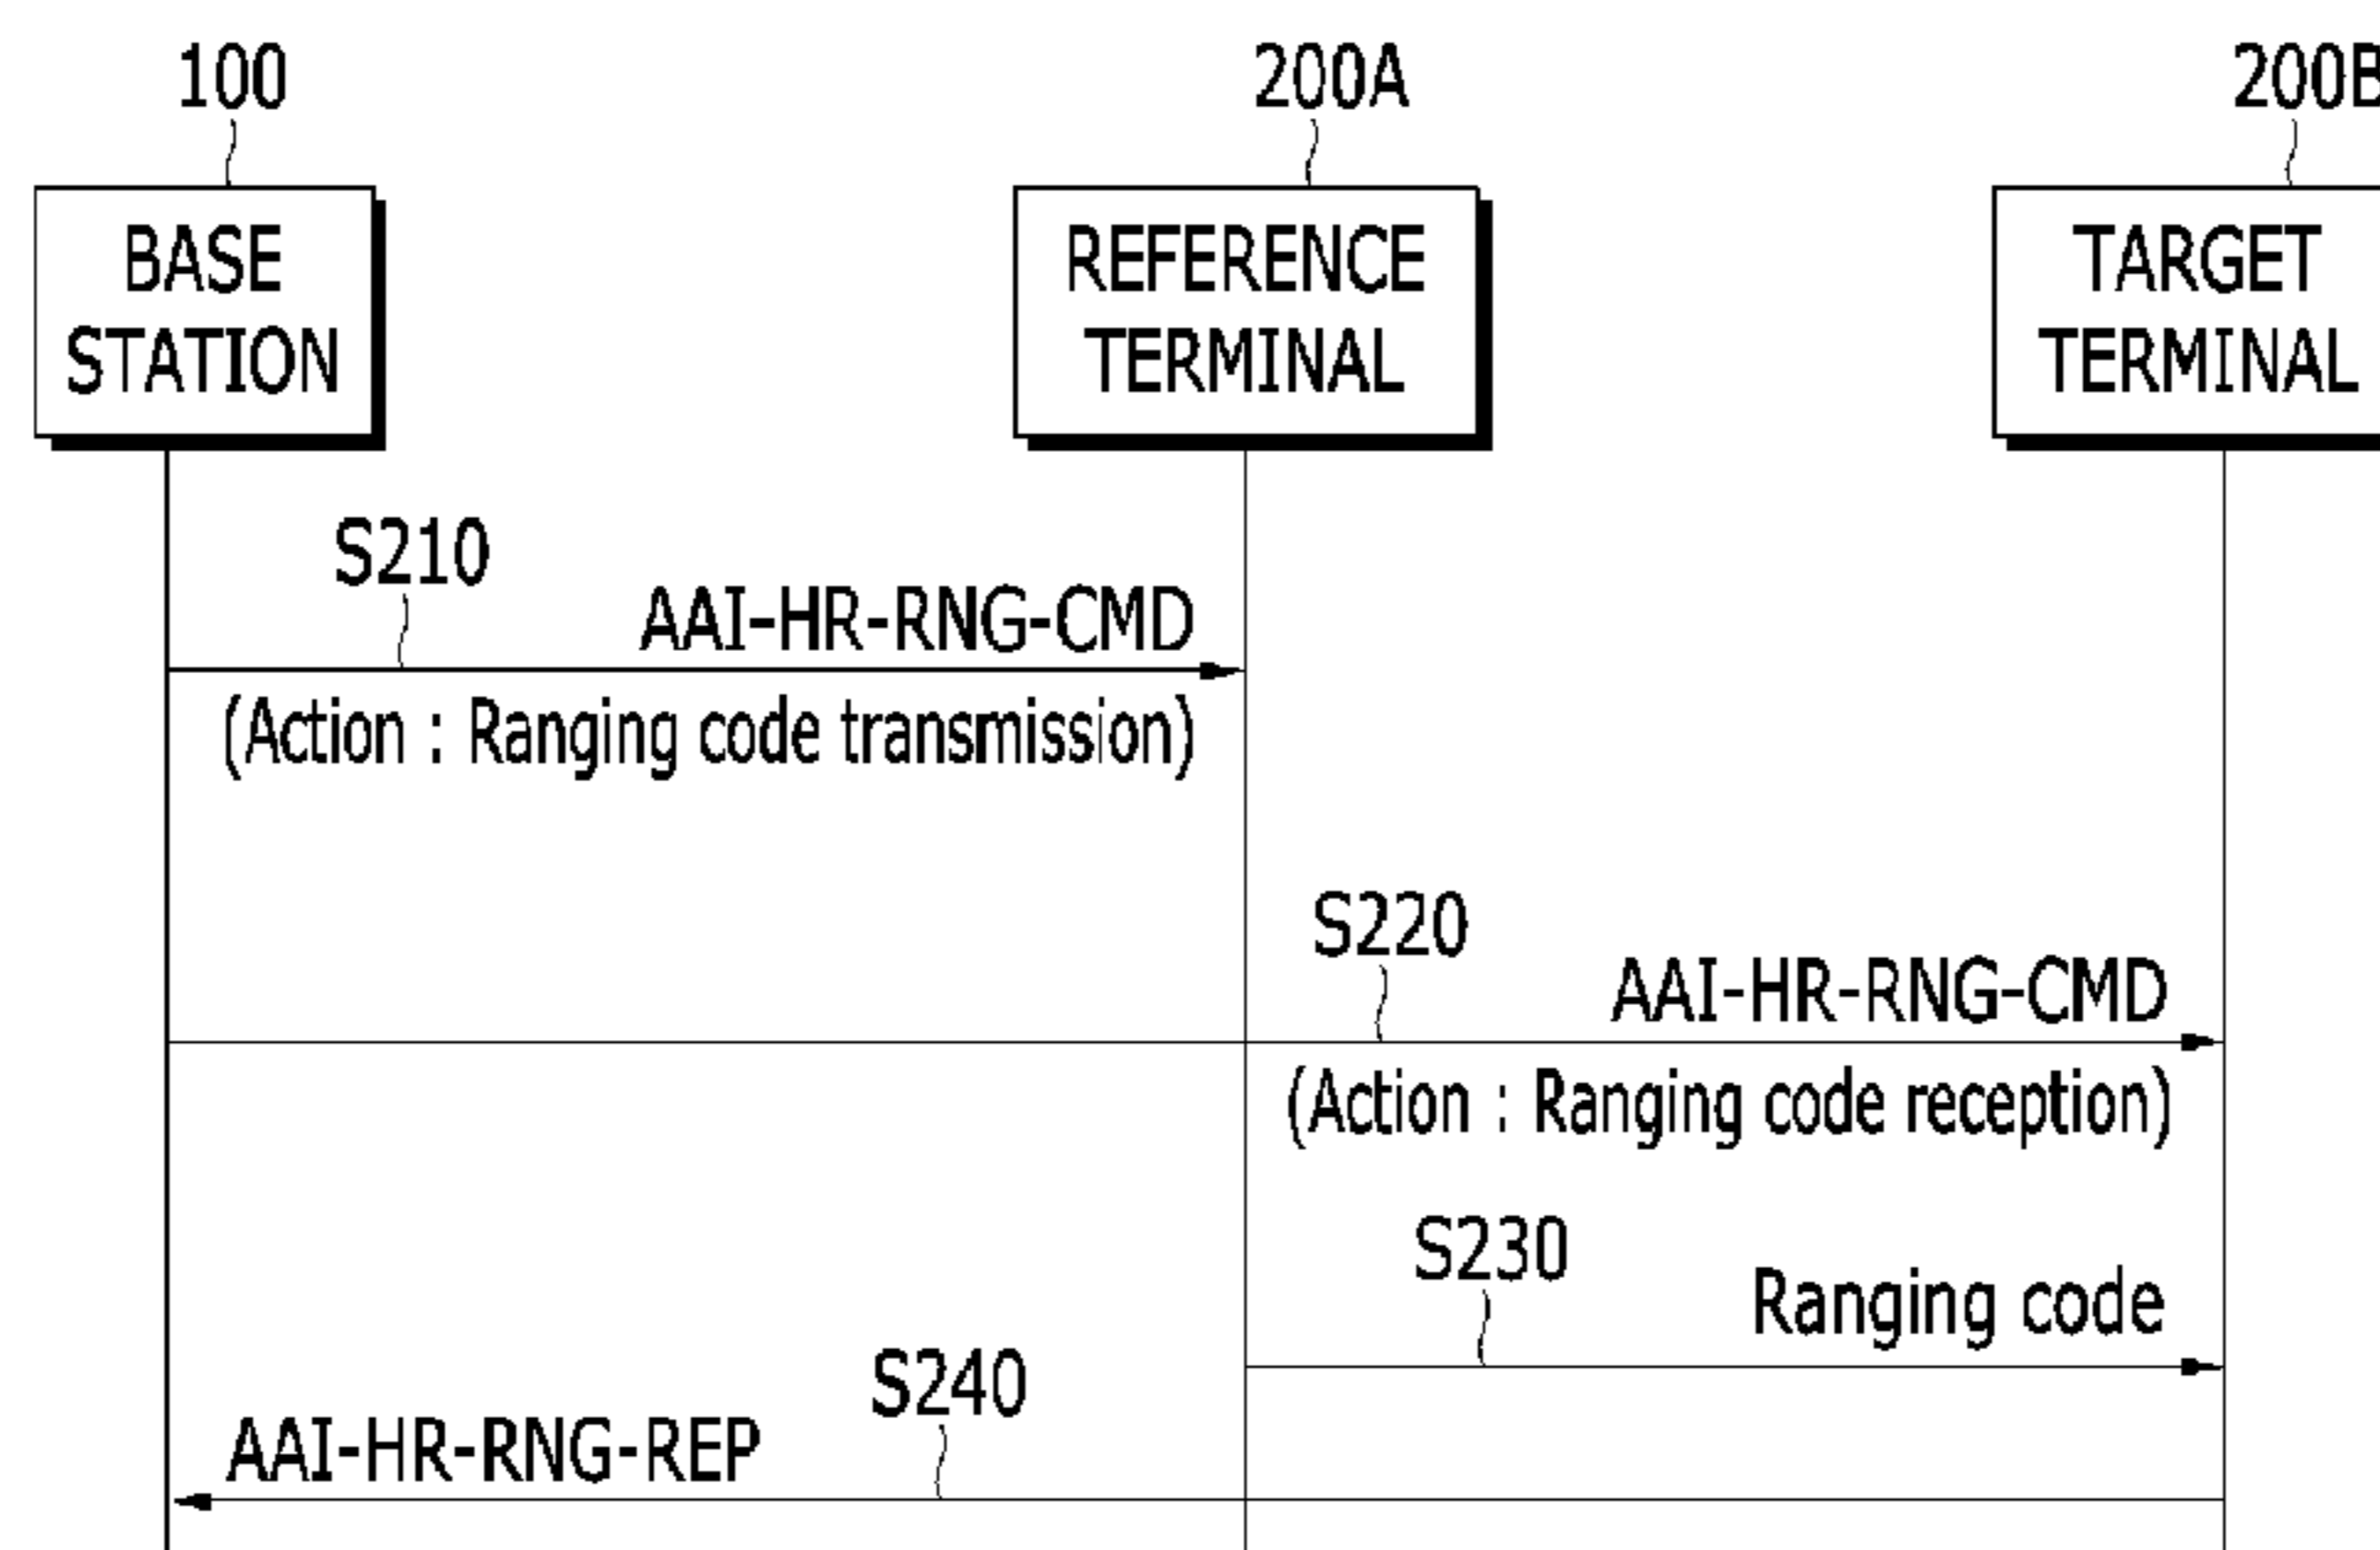 100
200A
200B
BASE
STATION
REFERENCE
TERMINAL
TARGET
TERMINAL
S210
AAI-HR-RNG-CMD
(Action : Ranging code transmission)
S220
AAI-HR-RNG-CMD
(Action : Ranging code reception)
S230
Ranging code
S240
AAI-HR-RNG-REP